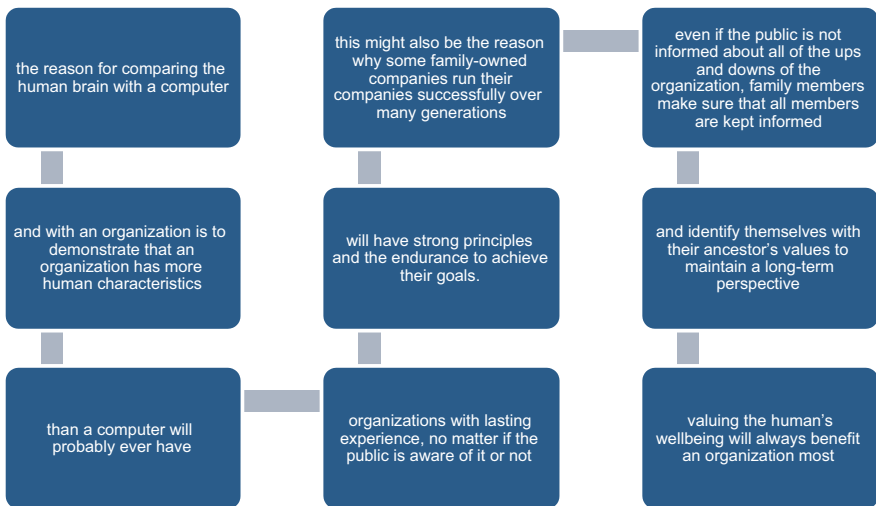 the reason for comparing the
human brain with a computer
and with an organization is to
demonstrate that an
organization has more
human characteristics
than a computer will
probably ever have
organizations with lasting
experience, no matter if the
public is aware of it or not
will have strong principles
and the endurance to achieve
their goals.
this might also be the reason
why some family-owned
companies run their
companies successfully over
many generations
even if the public is not
informed about all of the ups
and downs of the
organization, family members
make sure that all members
are kept informed
and identify themselves with
their ancestor’s values to
maintain a long-term
perspective
valuing the human’s
wellbeing will always benefit
an organization most